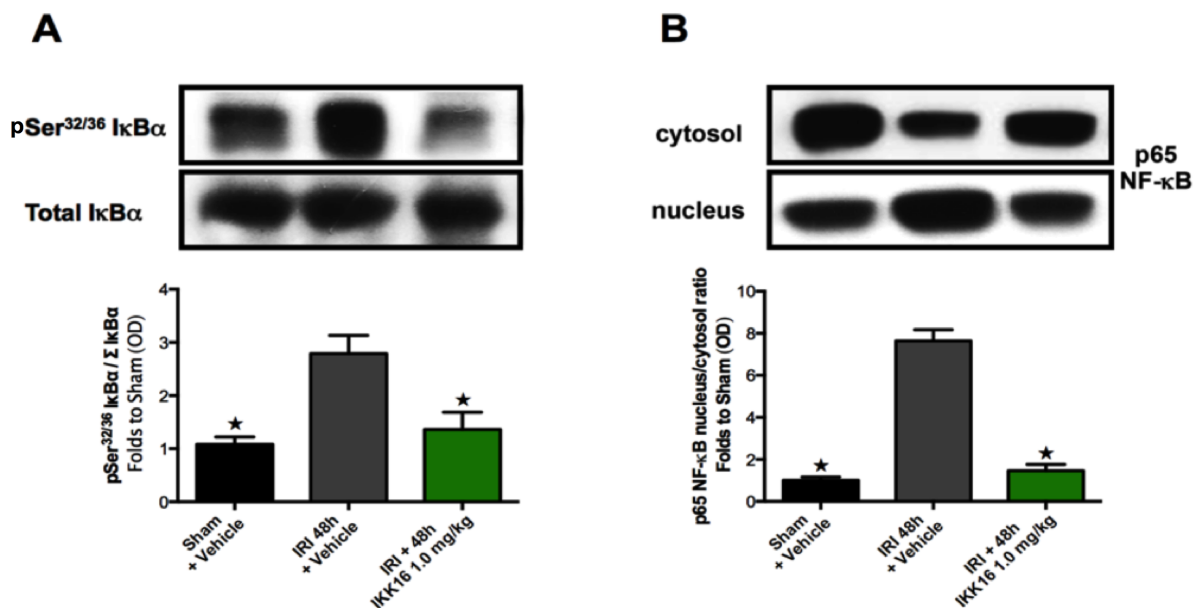 A
pSer32/36 IκBα
Total IκBα
pSer32/36 IκBα / Σ IκBα
Folds to Sham (OD)
4
3
2
1
0
★
★
Sham
+ Vehicle
IRI 48h
+ Vehicle
IRI + 48h
IKK16 1.0 mg/kg
B
cytosol
nucleus
p65
NF-κB
p65 NF-κB nucleus/cytosol ratio
Folds to Sham (OD)
10
8
6
4
2
0
★
★
Sham
+ Vehicle
IRI 48h
+ Vehicle
IRI + 48h
IKK16 1.0 mg/kg